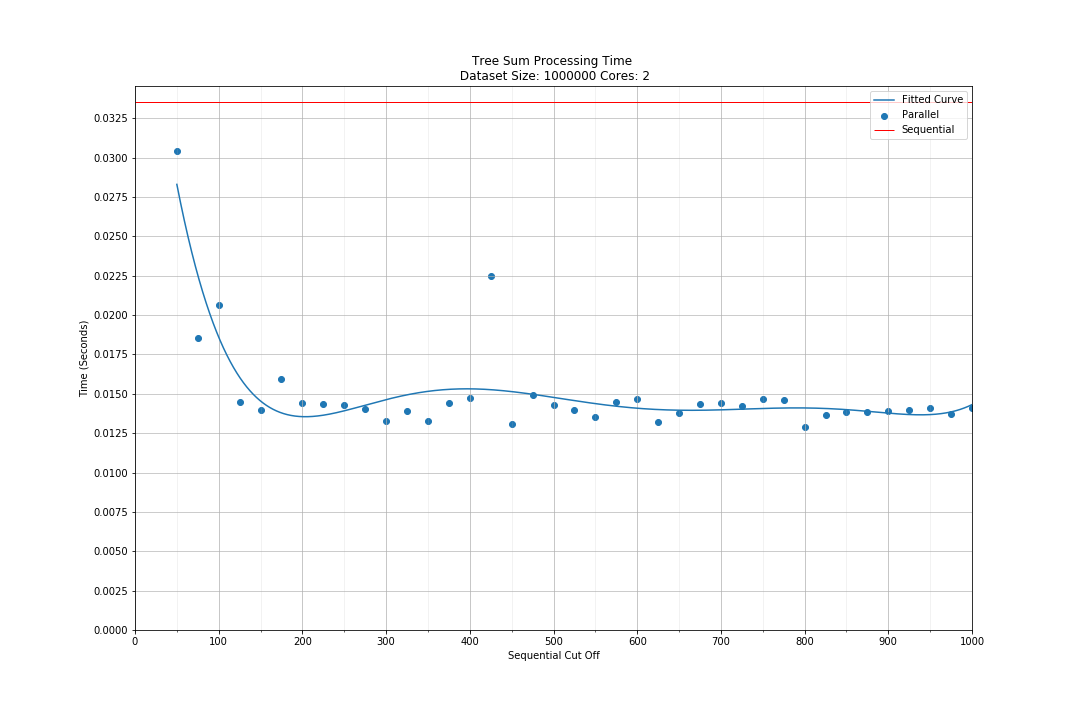 Tree Sum Processing Time
Dataset Size: 1000000 Cores: 2
Fitted Curve
Parallel
Sequential
0.0325
0.0300
0.0275
0.0250
0.0225
0.0200
0.0175
0.0150
0.0125
0.0100
0.0075
0.0050
0.0025
0.0000
Time (Seconds)
0 100 200 300 400 500 600 700 800 900 1000
Sequential Cut Off